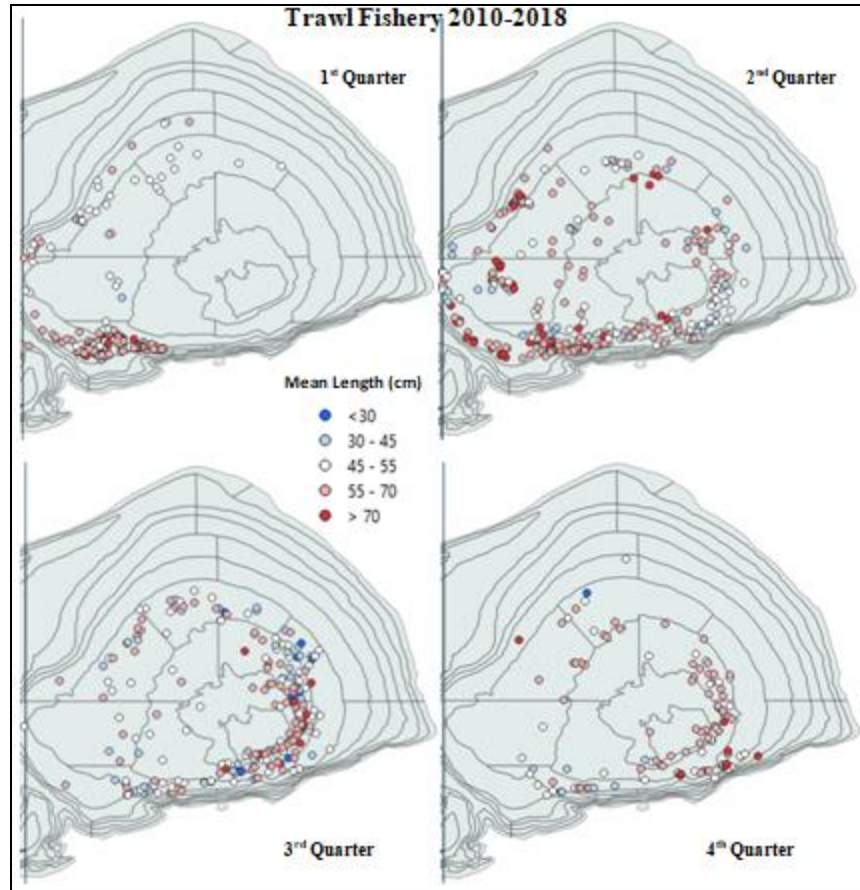 Trawl Fishery 2010-2018
1st Quarter
2nd Quarter
Mean Length (cm)
<30
30 - 45
45 - 55
55 - 70
> 70
3rd Quarter
4th Quarter